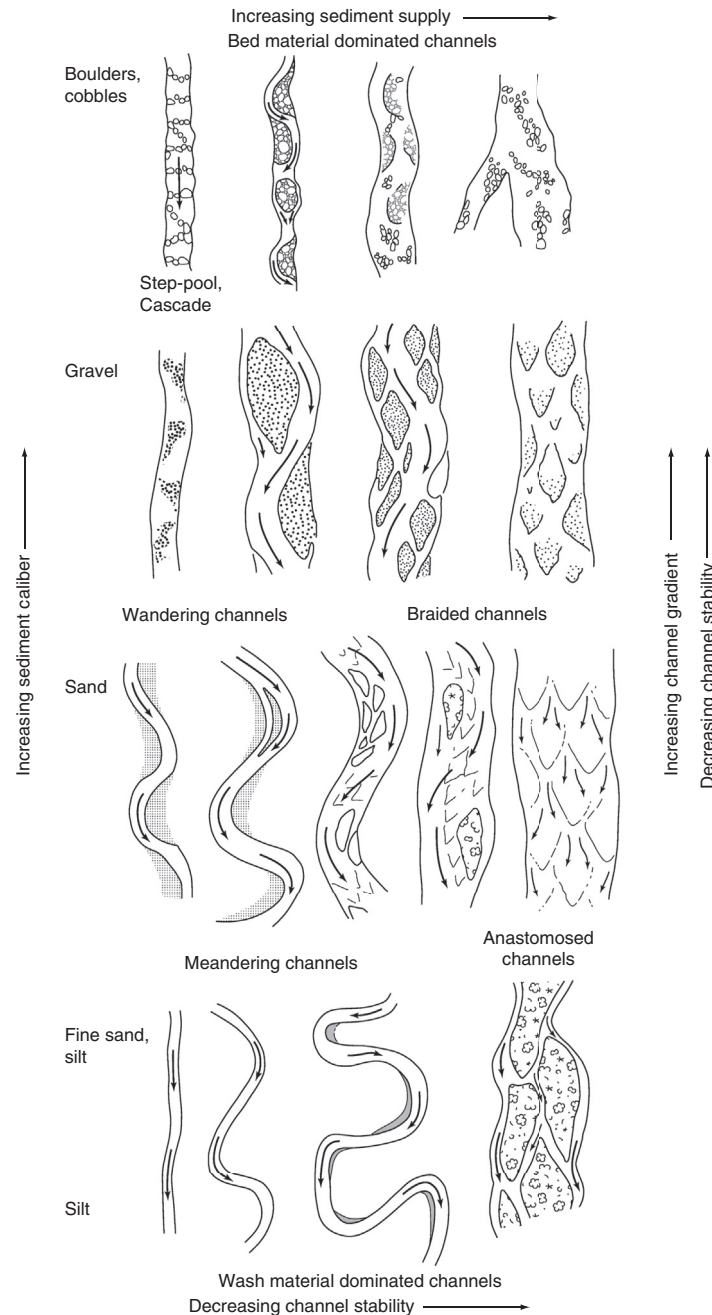 Increasing sediment supply
Bed material dominated channels
Boulders,
cobbles
Step-pool,
Cascade
Gravel
Increasing sediment caliber
Increasing channel gradient
Decreasing channel stability
Wandering channels
Braided channels
Sand
Meandering channels
Anastomosed
channels
Fine sand,
silt
Silt
Wash material dominated channels
Decreasing channel stability